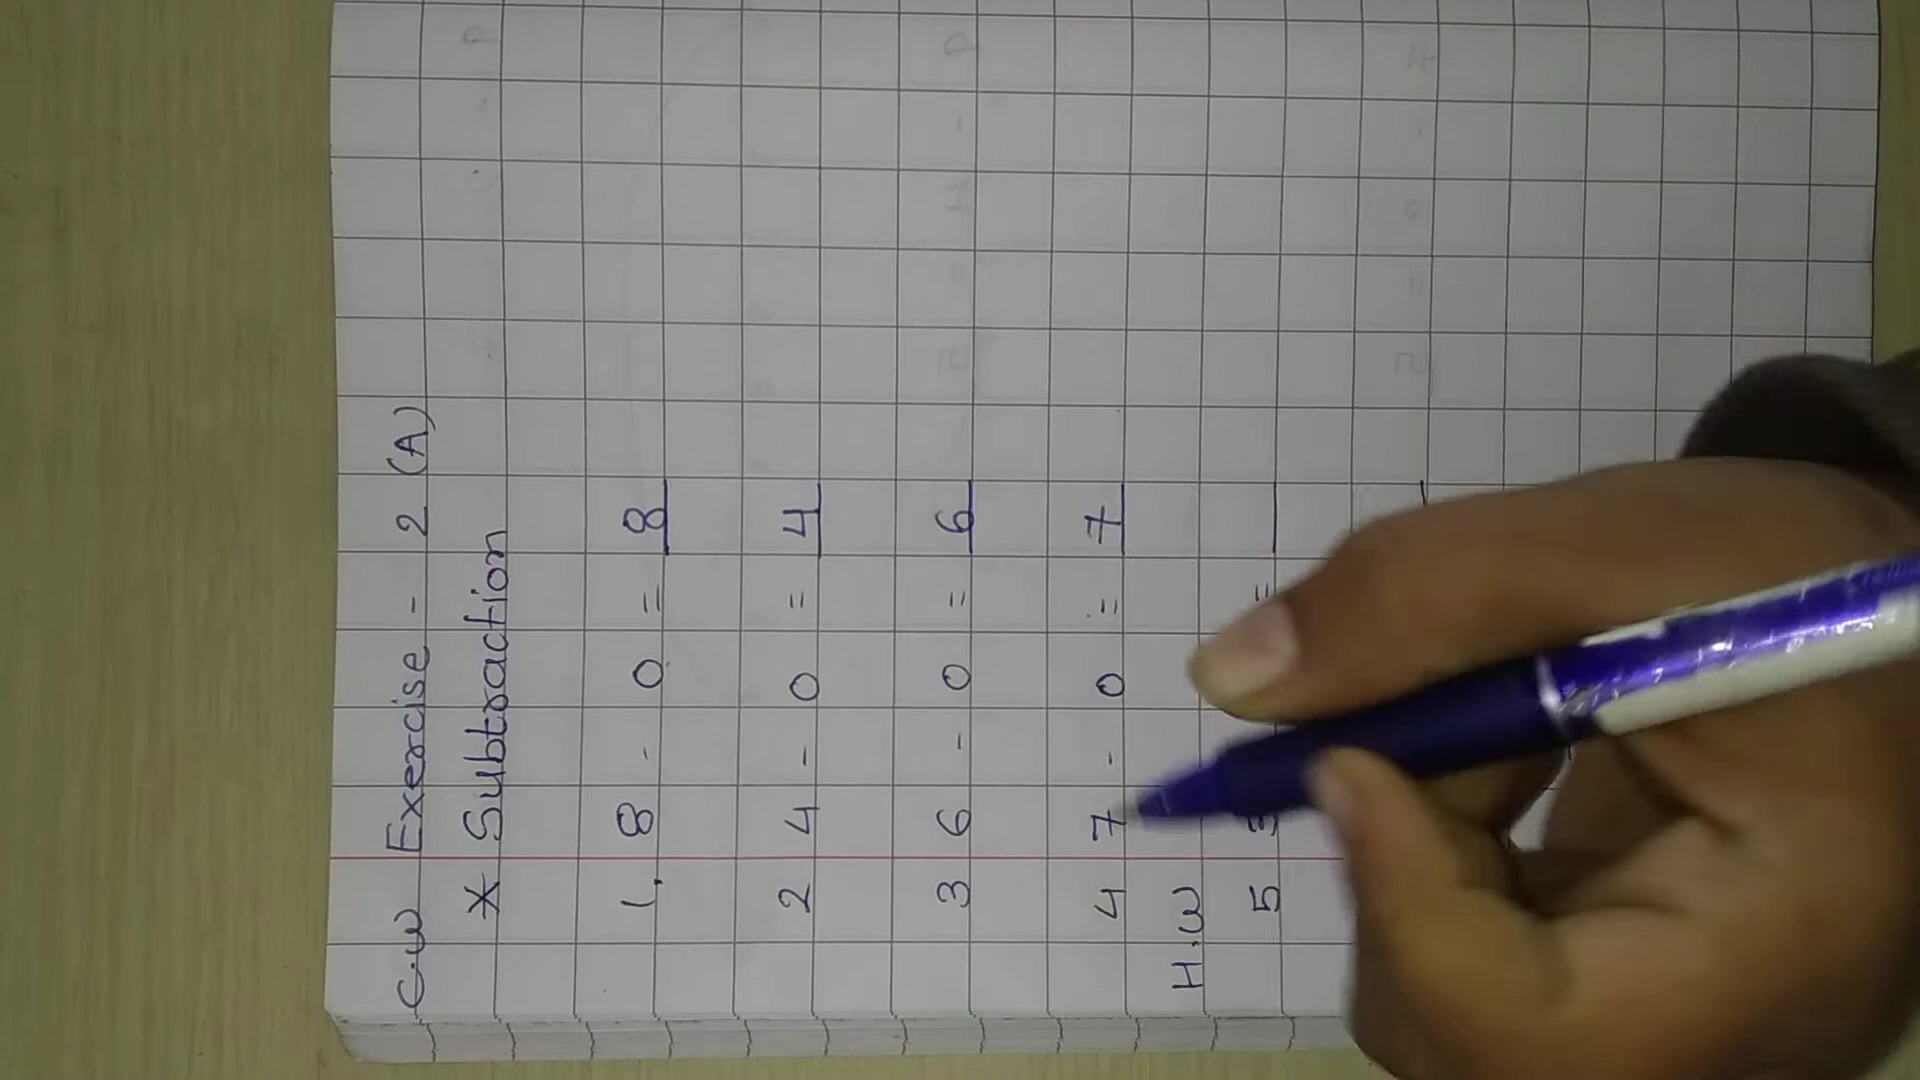 C.W Exercise - 2 (A)
* Subtraction
1. 8 - 0 = 8
2 4 - 0 = 4
3 6 - 0 = 6
4 7 - 0 = 7
H.W
5 =